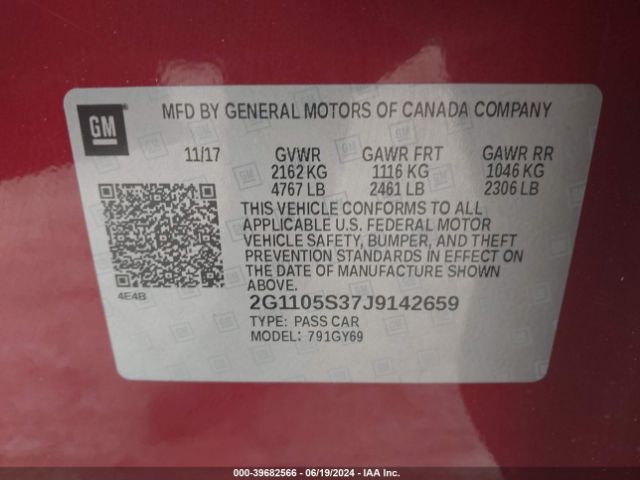 GM
MFD BY GENERAL MOTORS OF CANADA COMPANY
11/17 GVWR GAWR FRT GAWR RR
2162 KG 1116 KG 1046 KG
4767 LB 2461 LB 2306 LB
THIS VEHICLE CONFORMS TO ALL
APPLICABLE U.S. FEDERAL MOTOR
VEHICLE SAFETY, BUMPER, AND THEFT
PREVENTION STANDARDS IN EFFECT ON
THE DATE OF MANUFACTURE SHOWN
ABOVE.
4E4B
2G1105S37J9142659
TYPE: PASS CAR
MODEL: 791GY69
000-39682566 - 06/19/2024 - IAA Inc.